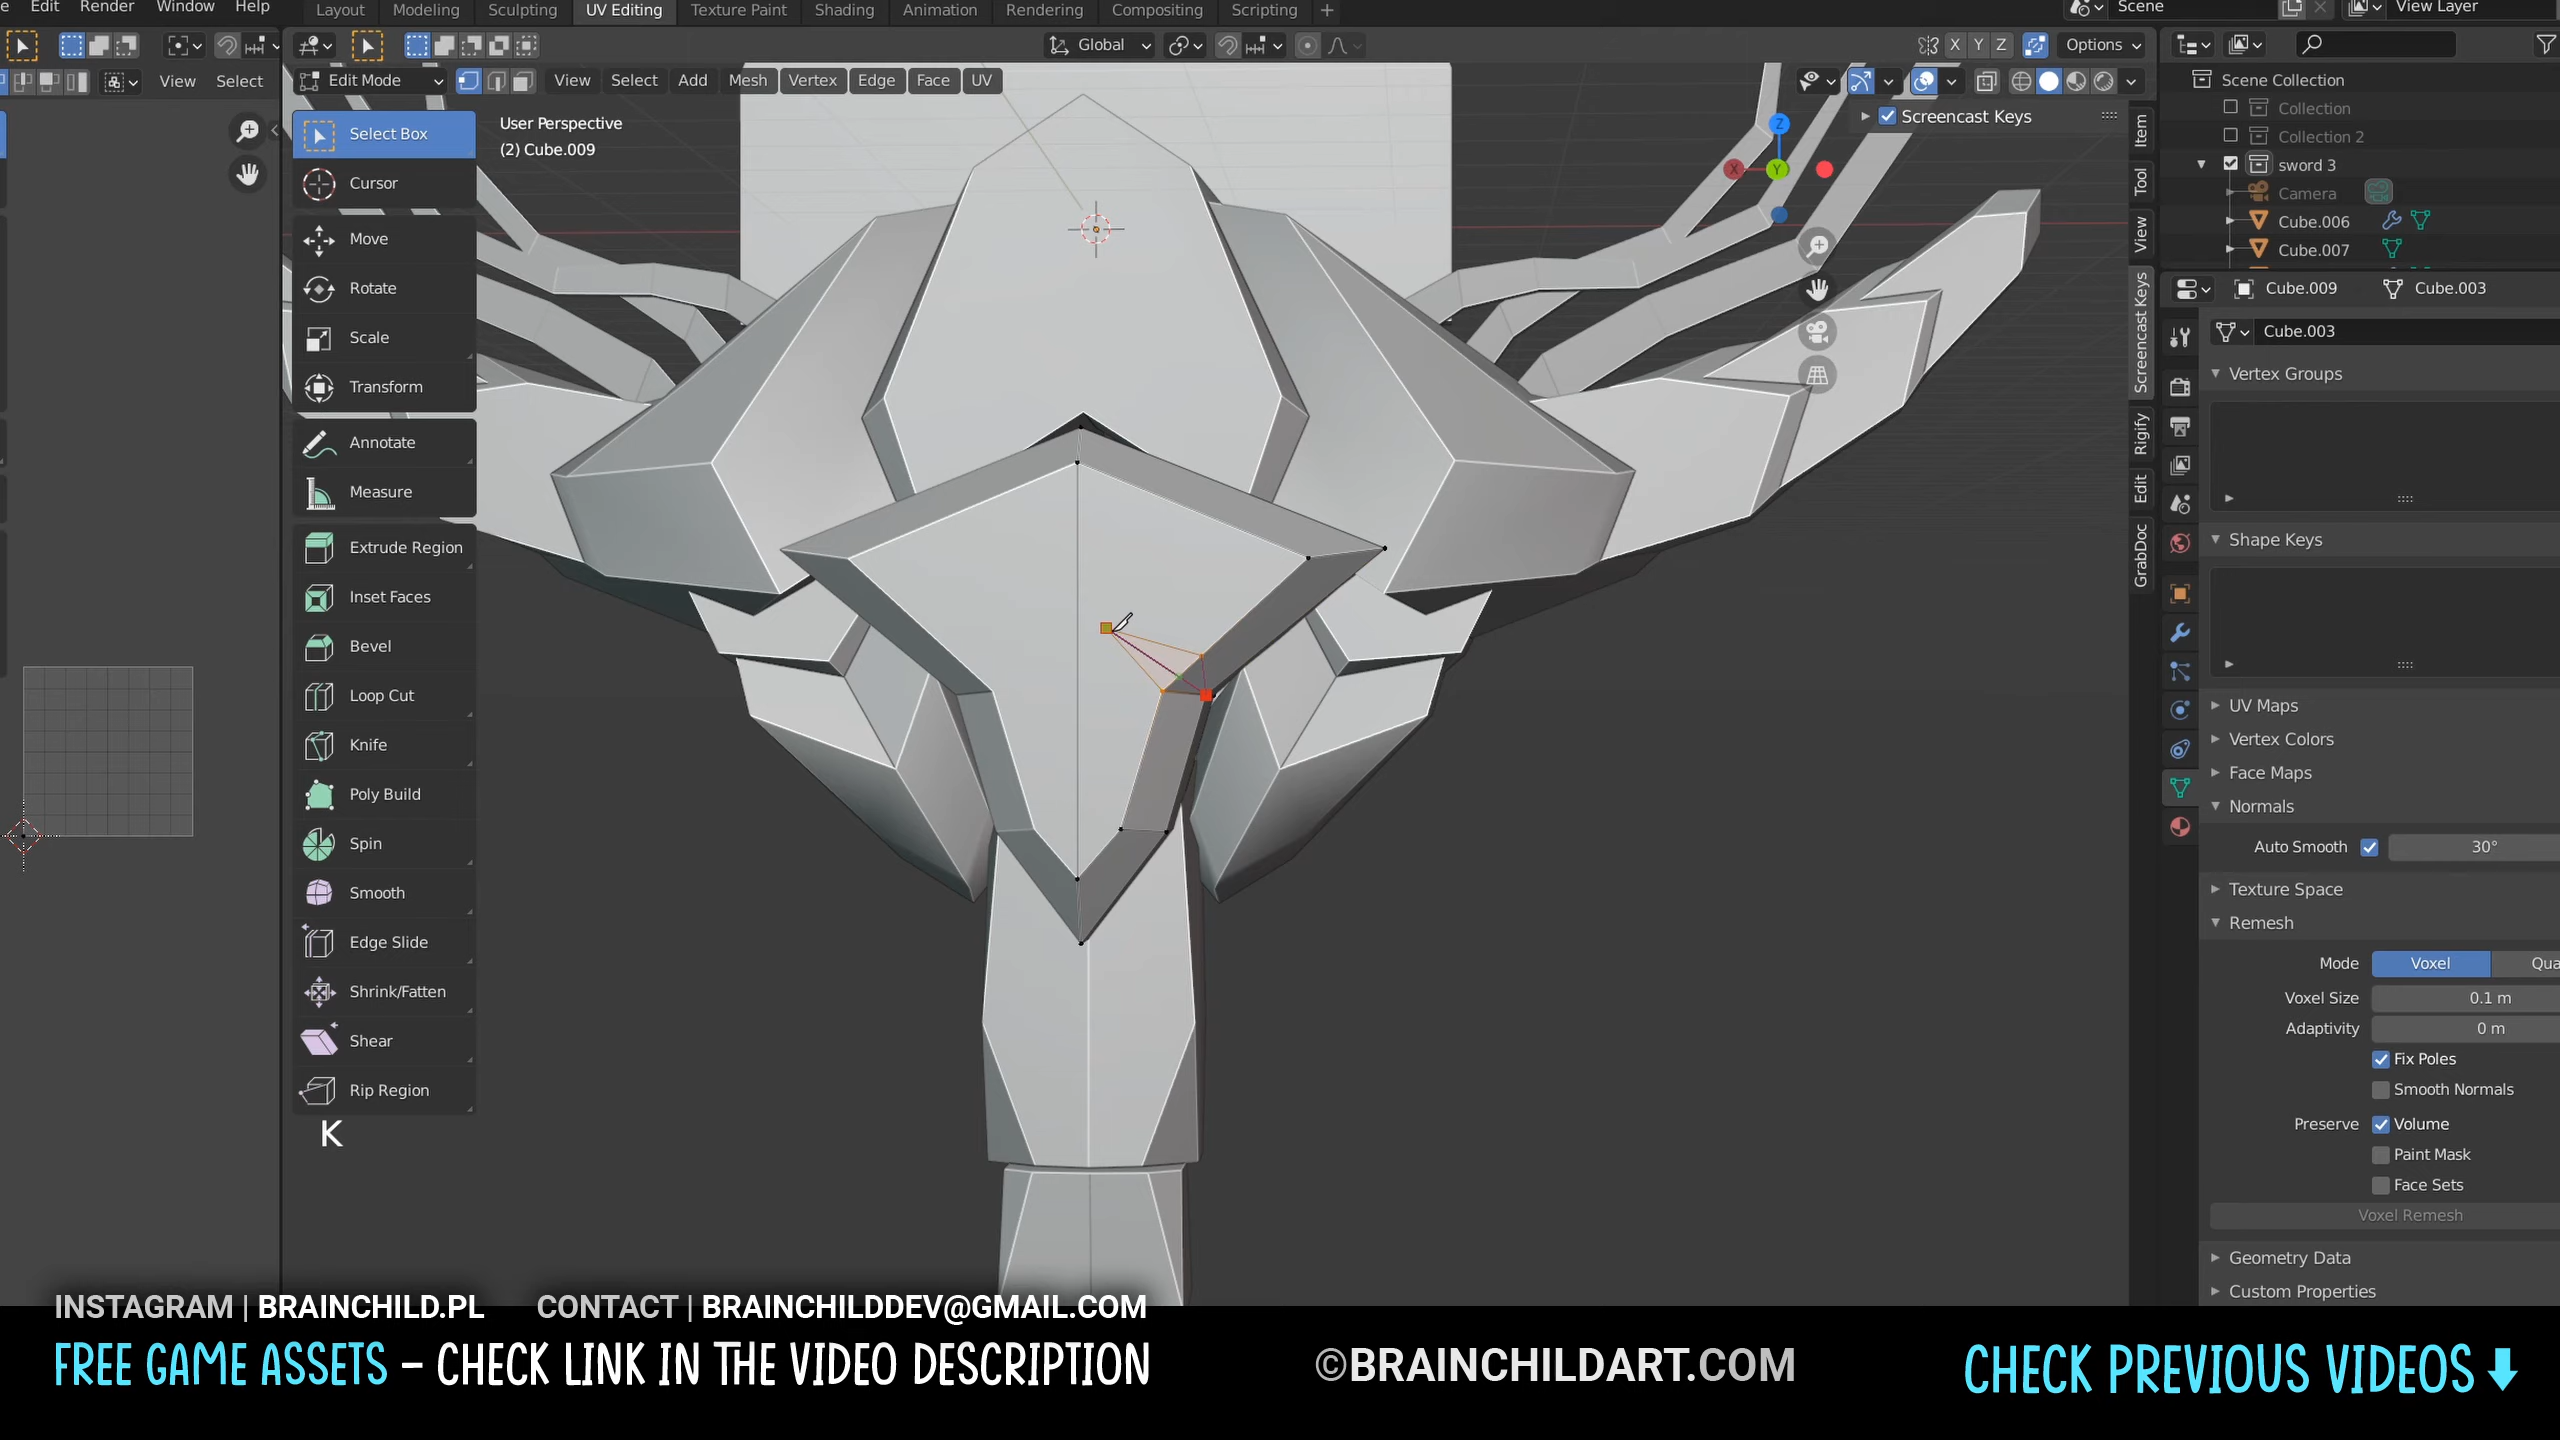 e Edit Render Window Help Layout Modeling Sculpting UV Editing Texture Paint Shading Animation Rendering Compositing Scripting + Scene View Layer
Global X Y Z Options
View Select Edit Mode View Select Add Mesh Vertex Edge Face UV
Select Box
Cursor
Move
Rotate
Scale
Transform
Annotate
Measure
Extrude Region
Inset Faces
Bevel
Loop Cut
Knife
Poly Build
Spin
Smooth
Edge Slide
Shrink/Fatten
Shear
Rip Region
K
User Perspective
(2) Cube.009
Screencast Keys
Z
X
Y
Item
Tool
View
Screencast Keys
Rigify
Edit
GrabDoc
Scene Collection
Collection
Collection 2
sword 3
Camera
Cube.006
Cube.007
Cube.009 Cube.003
Cube.003
Vertex Groups
Shape Keys
UV Maps
Vertex Colors
Face Maps
Normals
Auto Smooth 30°
Texture Space
Remesh
Mode Voxel Qua
Voxel Size 0.1 m
Adaptivity 0 m
Fix Poles
Smooth Normals
Preserve Volume
Paint Mask
Face Sets
Voxel Remesh
Geometry Data
Custom Properties
INSTAGRAM | BRAINCHILD.PL CONTACT | BRAINCHILDDEV@GMAIL.COM
FREE GAME ASSETS – CHECK LINK IN THE VIDEO DESCRIPTION
©BRAINCHILDART.COM
CHECK PREVIOUS VIDEOS